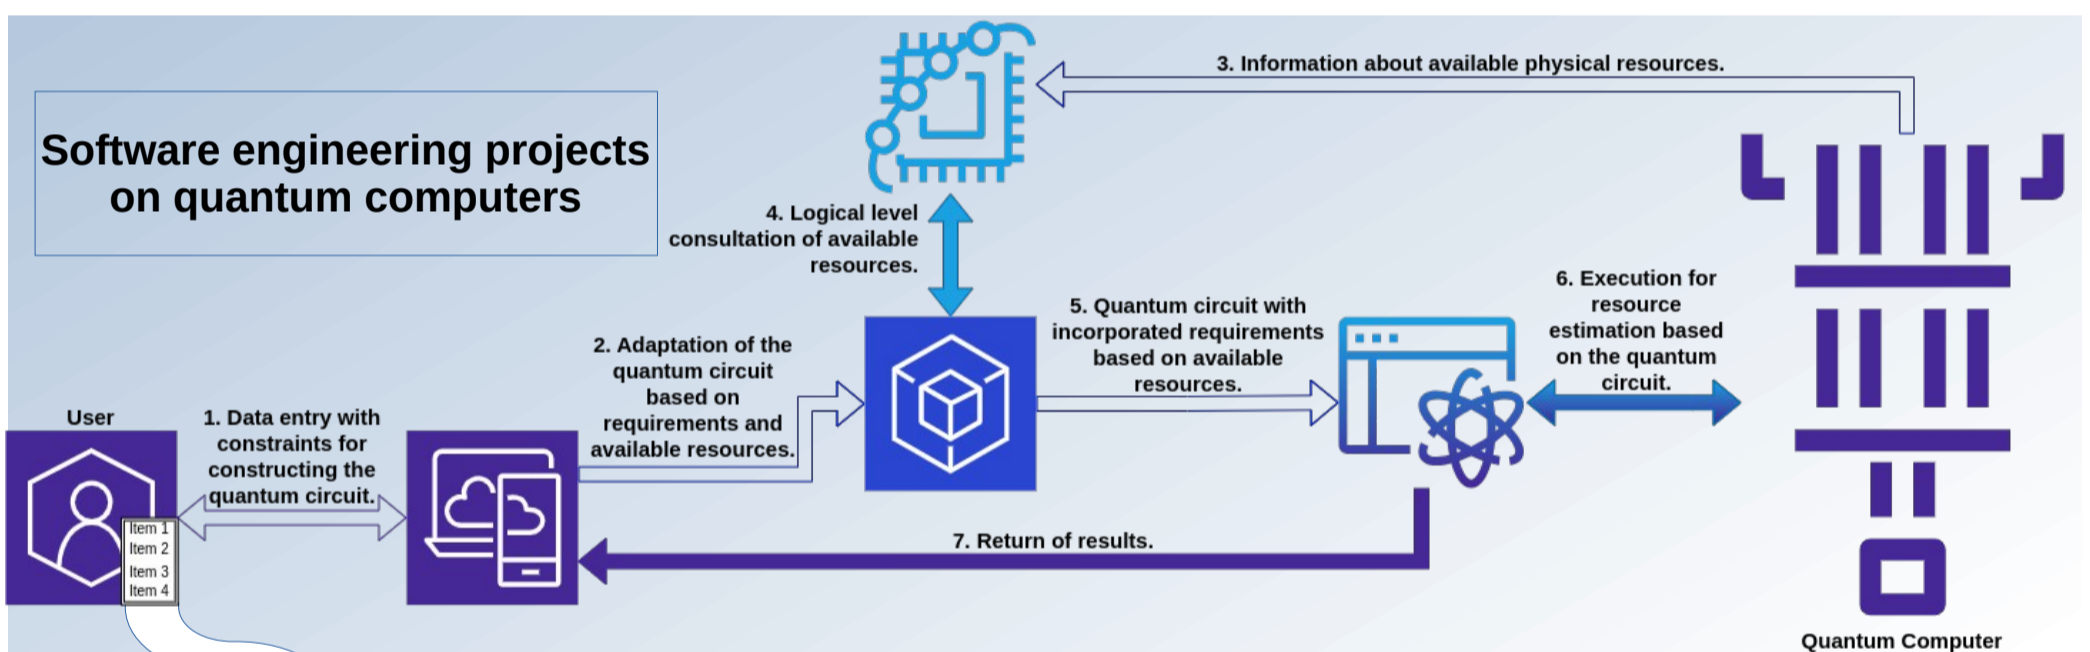 Software engineering projects
on quantum computers
3. Information about available physical resources.
4. Logical level
consultation of available
resources.
User
1. Data entry with
constraints for
constructing the
quantum circuit.
Item 1
Item 2
Item 3
Item 4
2. Adaptation of the
quantum circuit
based on
requirements and
available resources.
5. Quantum circuit with
incorporated requirements
based on available
resources.
6. Execution for
resource
estimation based
on the quantum
circuit.
7. Return of results.
Quantum Computer